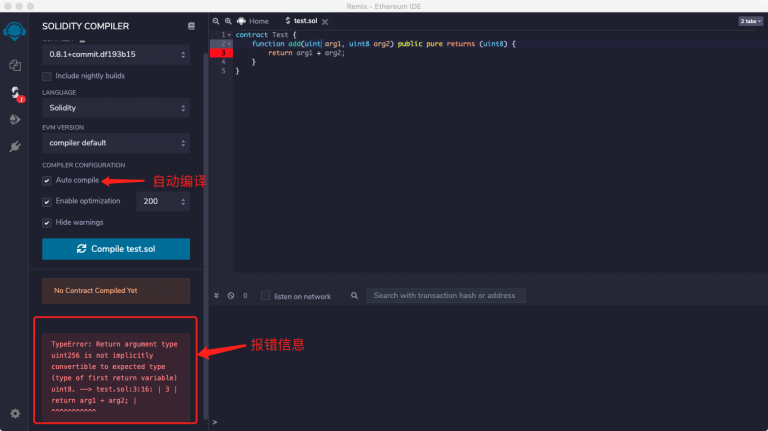 Remix - Ethereum IDE
SOLIDITY COMPILER
0.8.1+commit.df193b15
Include nightly builds
LANGUAGE
Solidity
EVM VERSION
compiler default
COMPILER CONFIGURATION
Auto compile
自动编译
Enable optimization
200
Hide warnings
Compile test.sol
No Contract Compiled Yet
TypeError: Return argument type
uint256 is not implicitly
convertible to expected type
(type of first return variable)
uint8. --> test.sol:3:16: | 3 |
return arg1 + arg2; |
^^^^^^^^^^^
报错信息
1
Home
test.sol
2 tabs
1 contract Test {
2 function add(uint arg1, uint8 arg2) public pure returns (uint8) {
3 return arg1 + arg2;
4 }
5 }
0
listen on network
Search with transaction hash or address
>